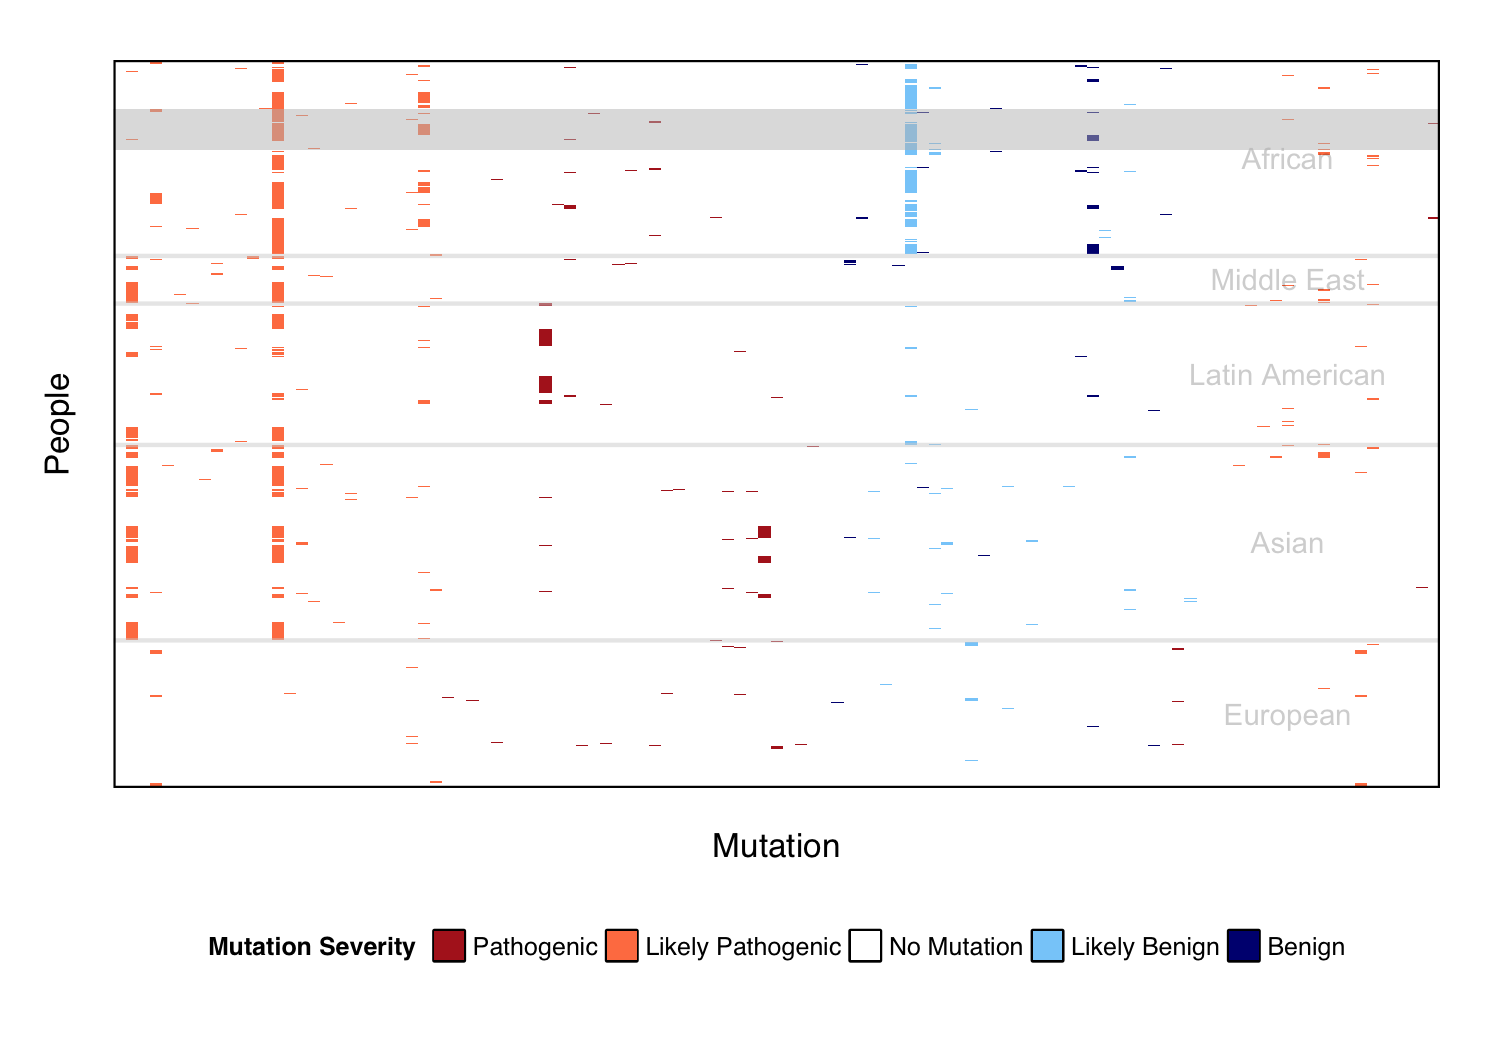 African
Middle East
Latin American
Asian
European
People
Mutation
Mutation Severity Pathogenic Likely Pathogenic No Mutation Likely Benign Benign